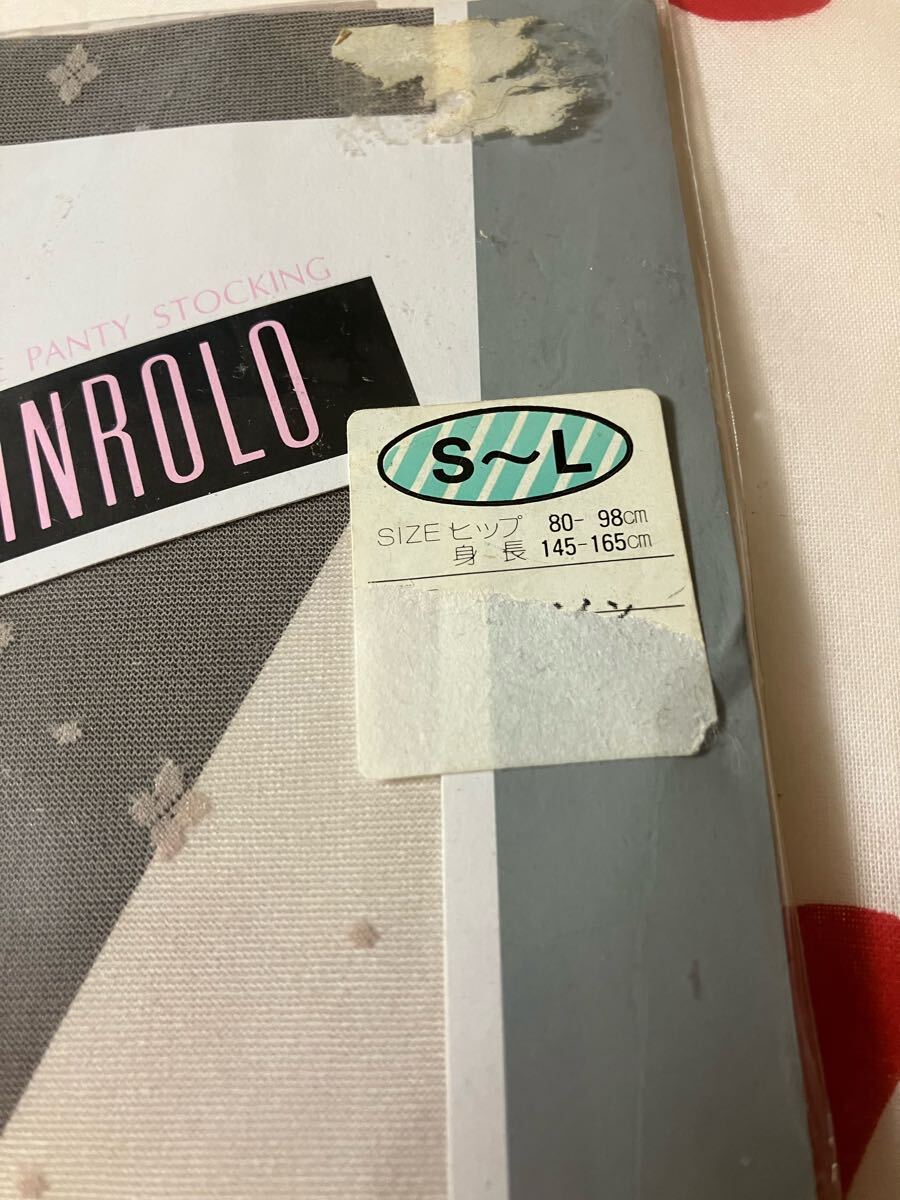 PANTY STOCKING
NROLO
S~L
SIZE ヒップ 80-98cm
身長 145-165cm